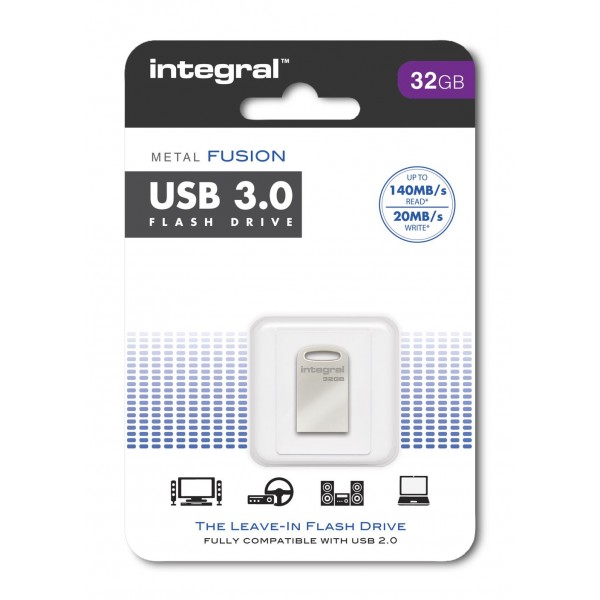 integral™
32GB
METAL FUSION
USB 3.0
FLASH DRIVE
UP TO
140MB/s
READ*
20MB/s
WRITE*
integral
32GB
THE LEAVE-IN FLASH DRIVE
FULLY COMPATIBLE WITH USB 2.0